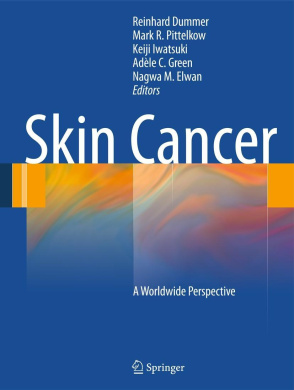 Reinhard Dummer
Mark R. Pittelkow
Keiji Iwatsuki
Adèle C. Green
Nagwa M. Elwan
Editors
Skin Cancer
A Worldwide Perspective
Springer